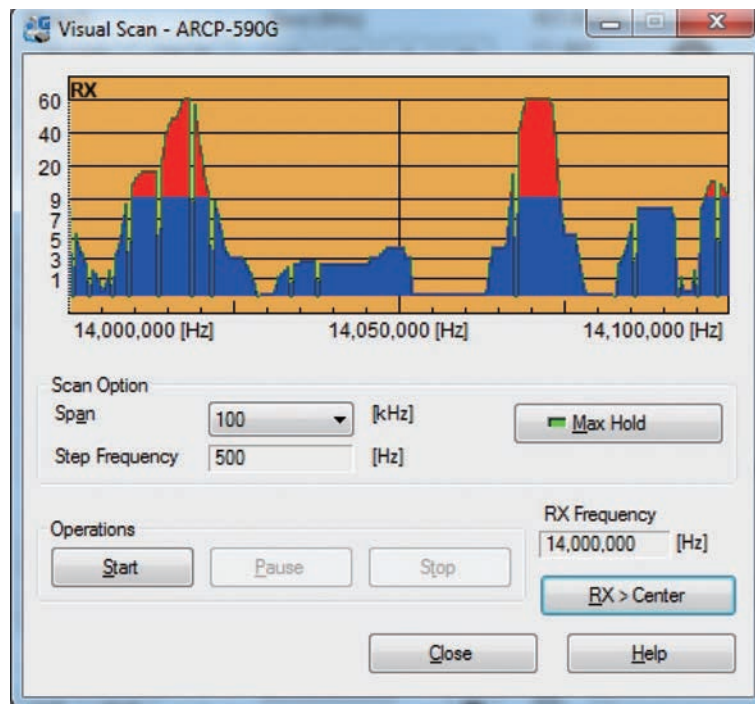 Visual Scan - ARCP-590G
RX
60
40
20
9
7
5
3
1
14,000,000 [Hz] 14,050,000 [Hz] 14,100,000 [Hz]
Scan Option
Span 100 [kHz] Max Hold
Step Frequency 500 [Hz]
Operations
Start Pause Stop
RX Frequency
14,000,000 [Hz]
RX > Center
Close Help